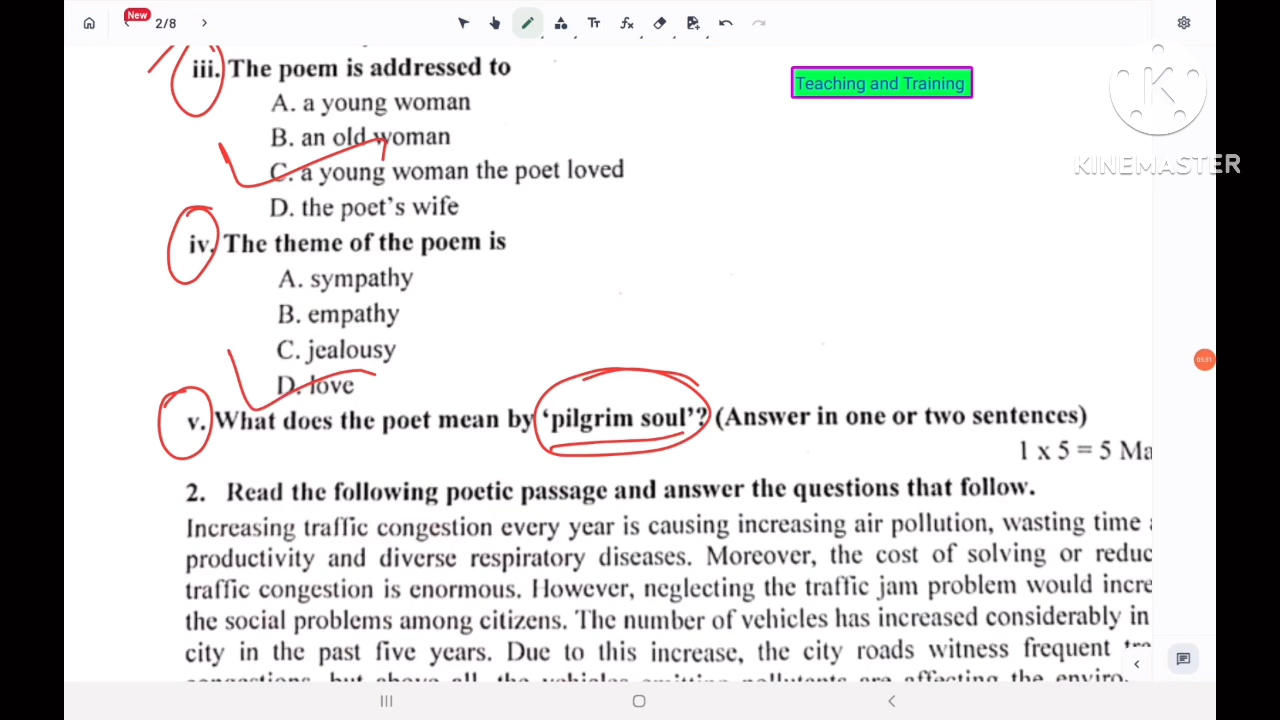 New
2/8
iii. The poem is addressed to
Teaching and Training
A. a young woman
B. an old woman
KINEMASTER
C. a young woman the poet loved
D. the poet's wife
iv. The theme of the poem is
A. sympathy
B. empathy
C. jealousy
D. love
v. What does the poet mean by 'pilgrim soul'? (Answer in one or two sentences)
1 x 5 = 5 Ma
2. Read the following poetic passage and answer the questions that follow.
Increasing traffic congestion every year is causing increasing air pollution, wasting time
productivity and diverse respiratory diseases. Moreover, the cost of solving or reduc
traffic congestion is enormous. However, neglecting the traffic jam problem would incre
the social problems among citizens. The number of vehicles has increased considerably in
city in the past five years. Due to this increase, the city roads witness frequent